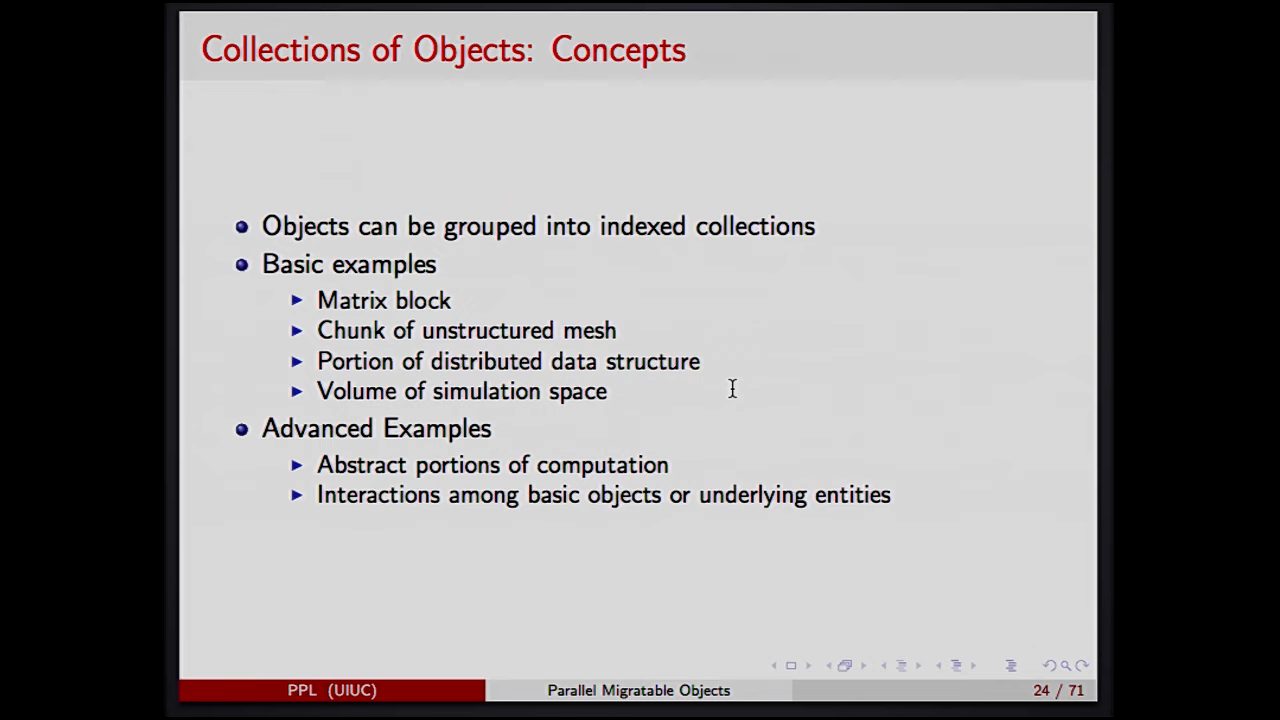 Collections of Objects: Concepts
Objects can be grouped into indexed collections
Basic examples
Matrix block
Chunk of unstructured mesh
Portion of distributed data structure
Volume of simulation space
Advanced Examples
Abstract portions of computation
Interactions among basic objects or underlying entities
PPL (UIUC)
Parallel Migratable Objects
24 / 71